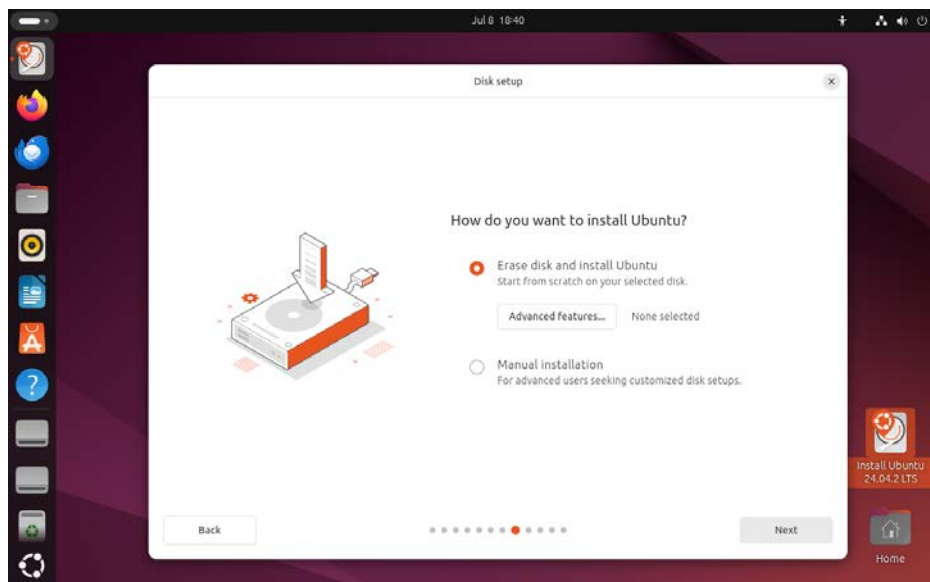 Jul 8 18:40
Disk setup
How do you want to install Ubuntu?
Erase disk and install Ubuntu
Start from scratch on your selected disk.
Advanced features... None selected
Manual installation
For advanced users seeking customized disk setups.
Back
Next
Install Ubuntu
24.04.2 LTS
Home